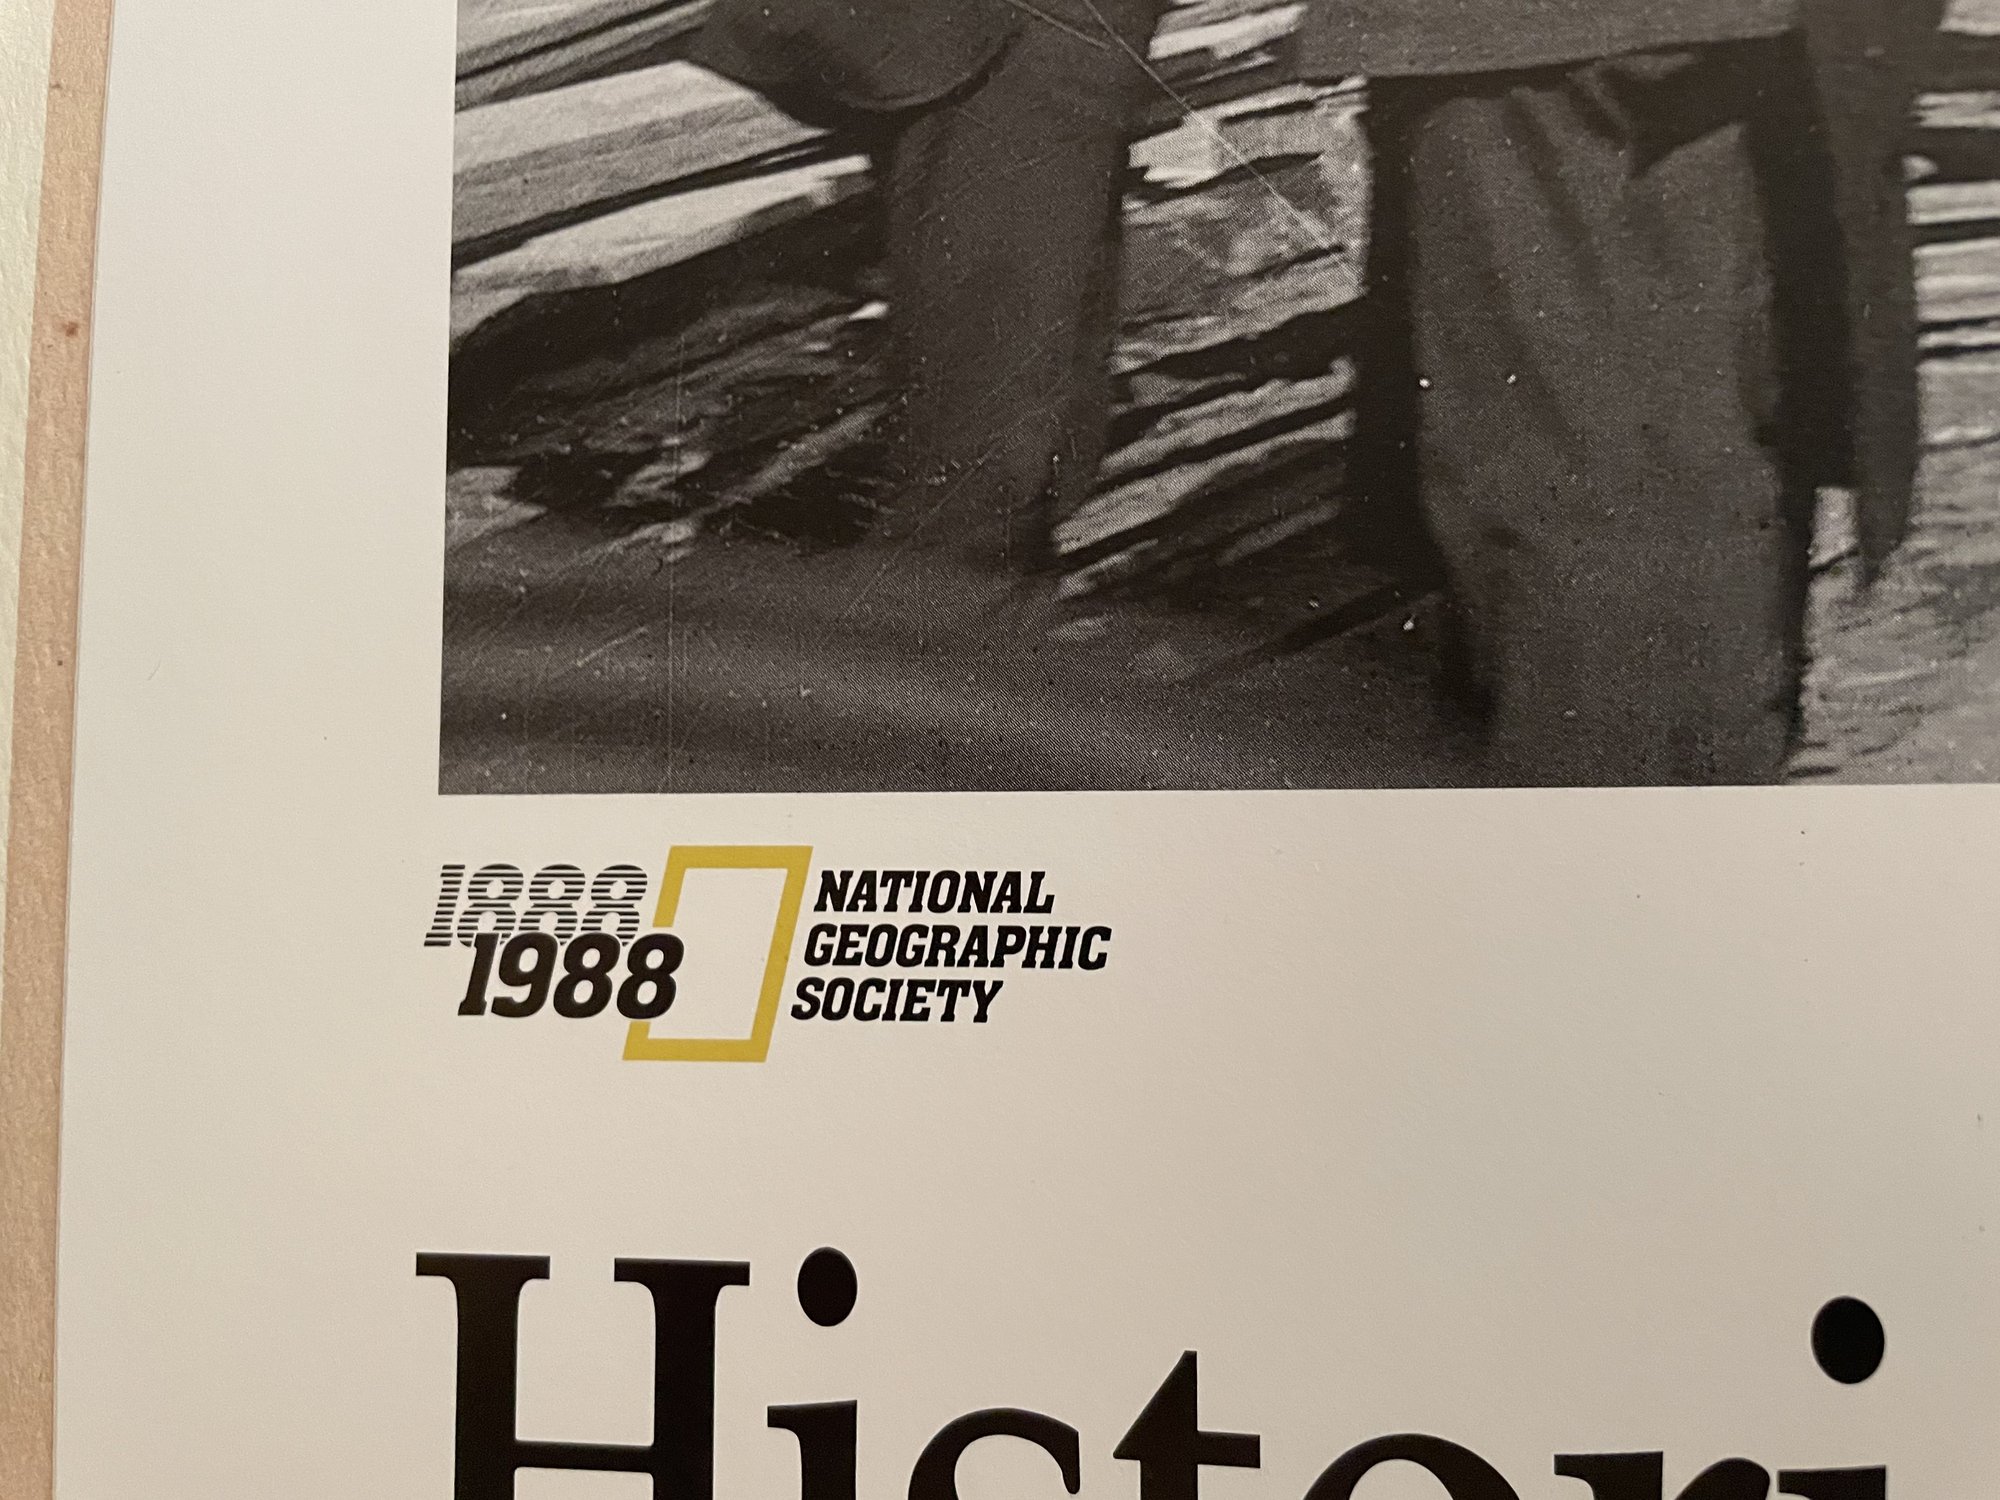 1888
1988
NATIONAL
GEOGRAPHIC
SOCIETY
Histori